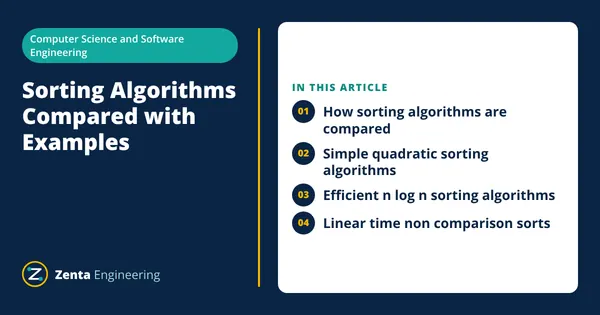 Computer Science and Software
Engineering
Sorting Algorithms
Compared with
Examples
Zenta Engineering
IN THIS ARTICLE
01 How sorting algorithms are
compared
02 Simple quadratic sorting
algorithms
03 Efficient n log n sorting algorithms
04 Linear time non comparison sorts